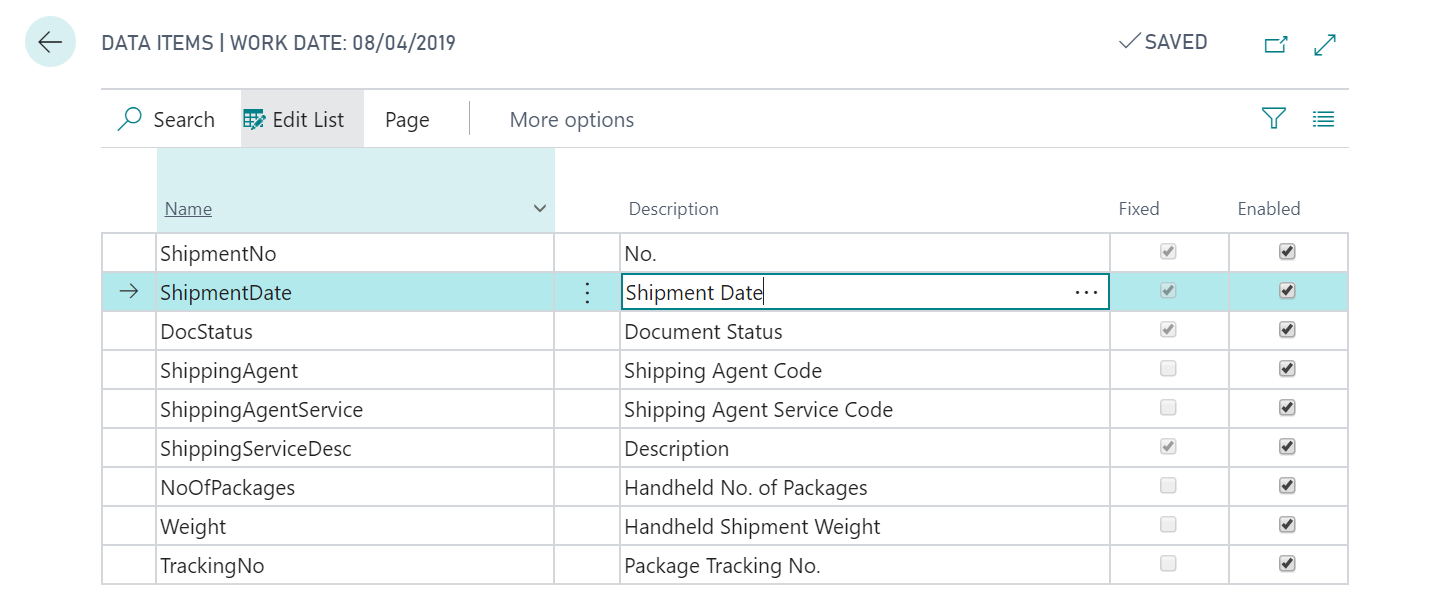 DATA ITEMS | WORK DATE: 08/04/2019 SAVED
Search Edit List Page More options
Name Description Fixed Enabled
ShipmentNo No.
ShipmentDate Shipment Date
DocStatus Document Status
ShippingAgent Shipping Agent Code
ShippingAgentService Shipping Agent Service Code
ShippingServiceDesc Description
NoOfPackages Handheld No. of Packages
Weight Handheld Shipment Weight
TrackingNo Package Tracking No.